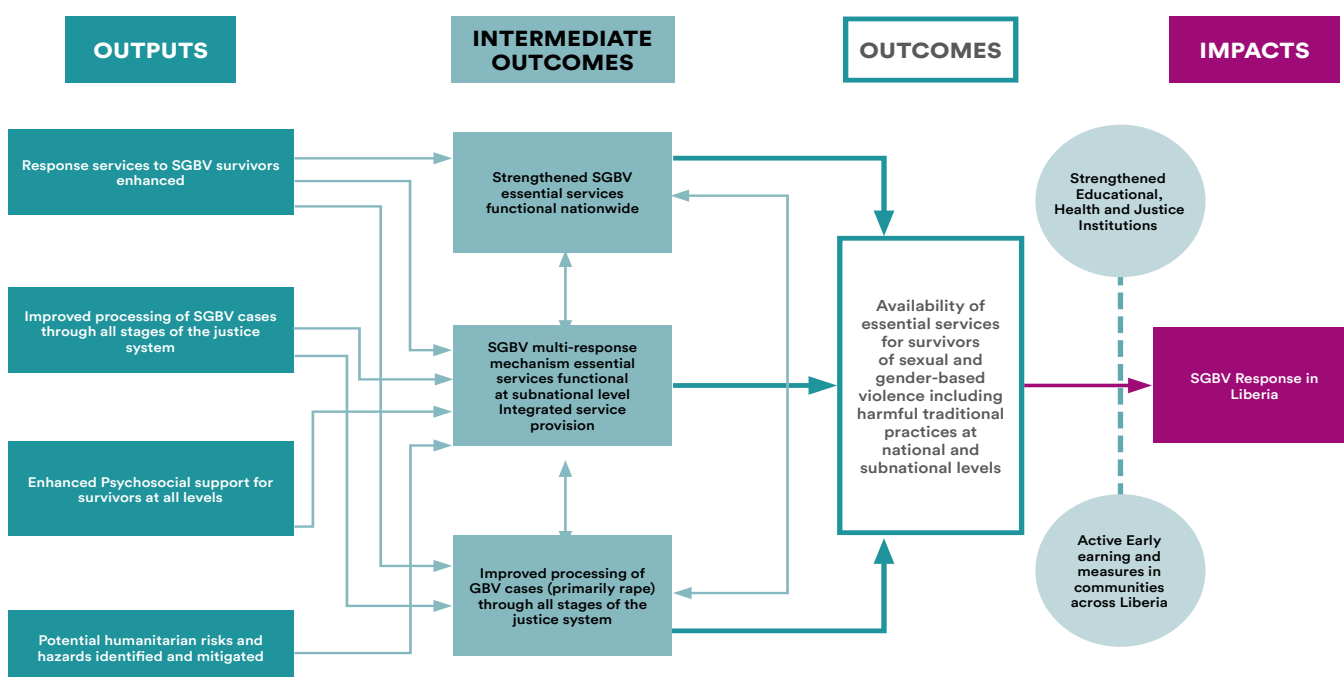 OUTPUTS
INTERMEDIATE
OUTCOMES
OUTCOMES
IMPACTS
Response services to SGBV survivors
enhanced
Improved processing of SGBV cases
through all stages of the justice
system
Enhanced Psychosocial support for
survivors at all levels
Potential humanitarian risks and
hazards identified and mitigated
Strengthened SGBV
essential services
functional nationwide
SGBV multi-response
mechanism essential
services functional
at subnational level
Integrated service
provision
Improved processing of
GBV cases (primarily rape)
through all stages of the
justice system
Availability of
essential services
for survivors
of sexual and
gender-based
violence including
harmful traditional
practices at
national and
subnational levels
Strengthened
Educational,
Health and Justice
Institutions
SGBV Response in
Liberia
Active Early
earning and
measures in
communities
across Liberia